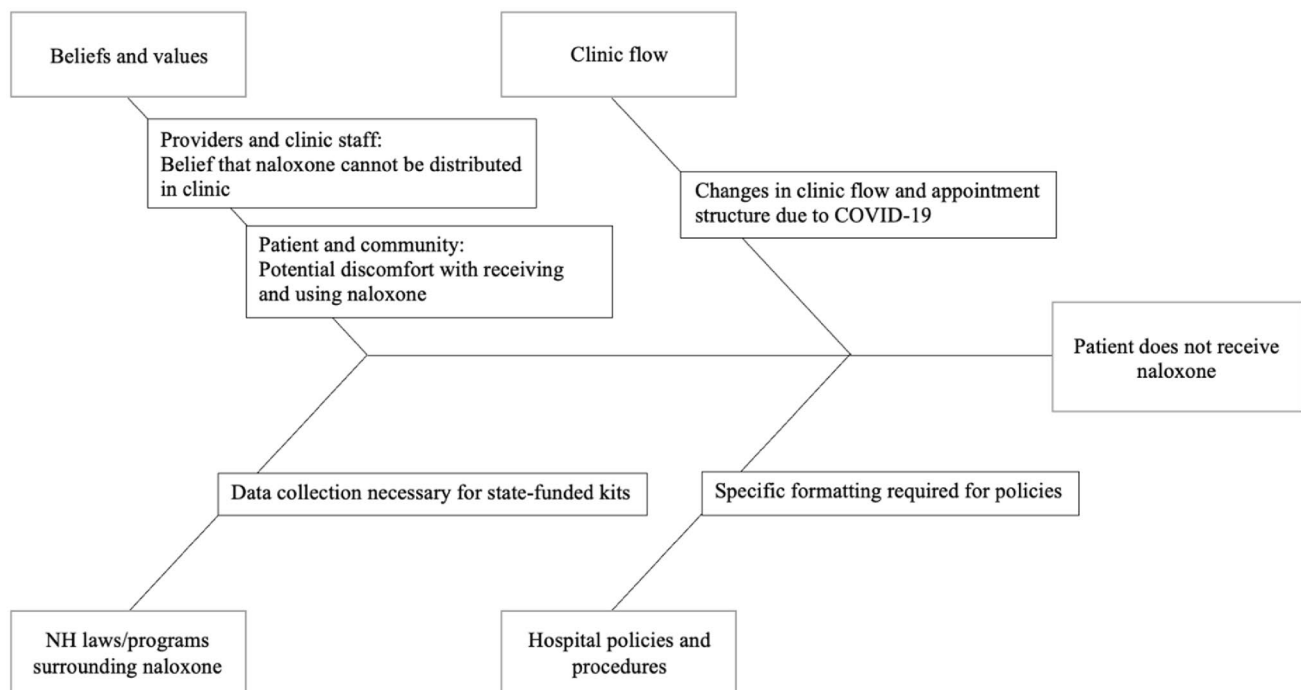 Beliefs and values
Clinic flow
Providers and clinic staff:
Belief that naloxone cannot be distributed
in clinic
Changes in clinic flow and appointment
structure due to COVID-19
Patient and community:
Potential discomfort with receiving
and using naloxone
Patient does not receive
naloxone
Data collection necessary for state-funded kits
Specific formatting required for policies
NH laws/programs
surrounding naloxone
Hospital policies and
procedures